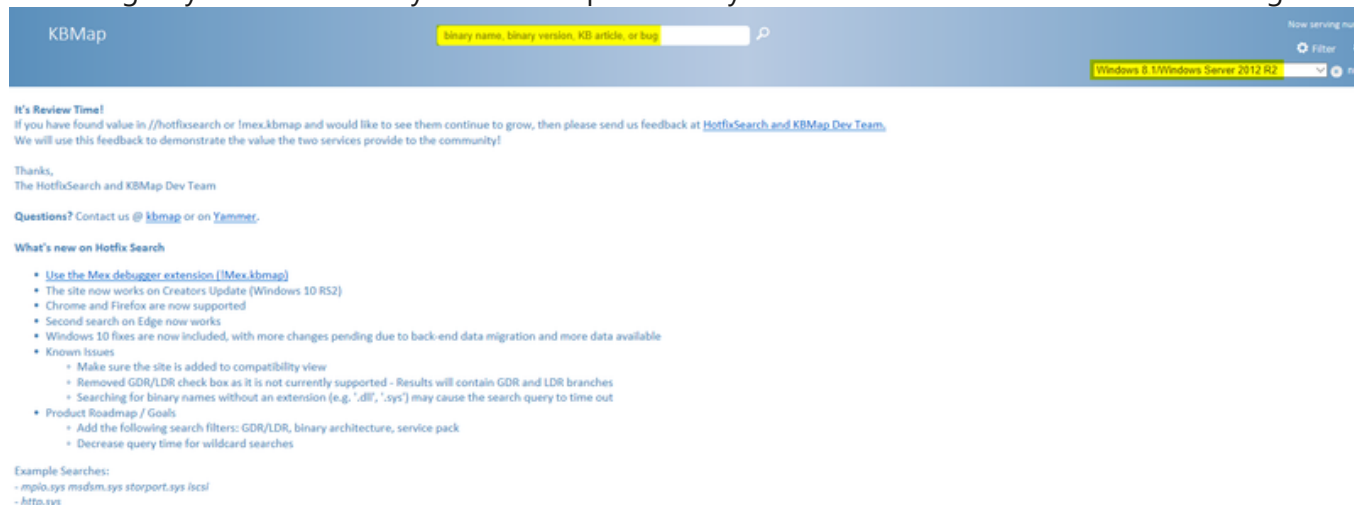 KBMap
binary name, binary version, KB article, or bug
Now serving
Filter
Windows 8.1/Windows Server 2012 R2
It's Review Time!
If you have found value in //hotfixsearch or !mex.kbmap and would like to see them continue to grow, then please send us feedback at HotfixSearch and KBMap Dev Team.
We will use this feedback to demonstrate the value the two services provide to the community!
Thanks,
The HotfixSearch and KBMap Dev Team
Questions? Contact us @ kbmap or on Yammer.
What's new on Hotfix Search
• Use the Mex debugger extension (!Mex.kbmap)
• The site now works on Creators Update (Windows 10 RS2)
• Chrome and Firefox are now supported
• Second search on Edge now works
• Windows 10 fixes are now included, with more changes pending due to back-end data migration and more data available
• Known Issues
◦ Make sure the site is added to compatibility view
◦ Removed GDR/LDR check box as it is not currently supported - Results will contain GDR and LDR branches
◦ Searching for binary names without an extension (e.g. '.dll', '.sys') may cause the search query to time out
• Product Roadmap / Goals
◦ Add the following search filters: GDR/LDR, binary architecture, service pack
◦ Decrease query time for wildcard searches
Example Searches:
- mpio.sys msdsm.sys storport.sys iscsi
- http.sys